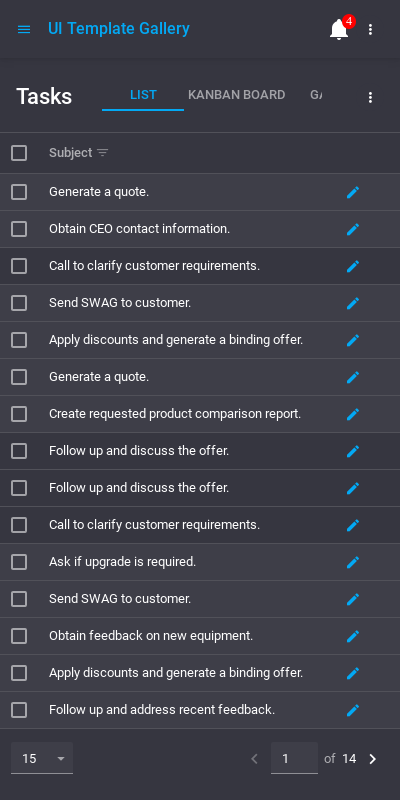 UI Template Gallery
4
Tasks
LIST
KANBAN BOARD
Subject
Generate a quote.
Obtain CEO contact information.
Call to clarify customer requirements.
Send SWAG to customer.
Apply discounts and generate a binding offer.
Generate a quote.
Create requested product comparison report.
Follow up and discuss the offer.
Follow up and discuss the offer.
Call to clarify customer requirements.
Ask if upgrade is required.
Send SWAG to customer.
Obtain feedback on new equipment.
Apply discounts and generate a binding offer.
Follow up and address recent feedback.
15
1 of 14